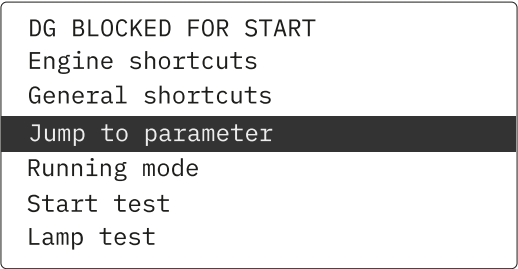 DG BLOCKED FOR START
Engine shortcuts
General shortcuts
Jump to parameter
Running mode
Start test
Lamp test